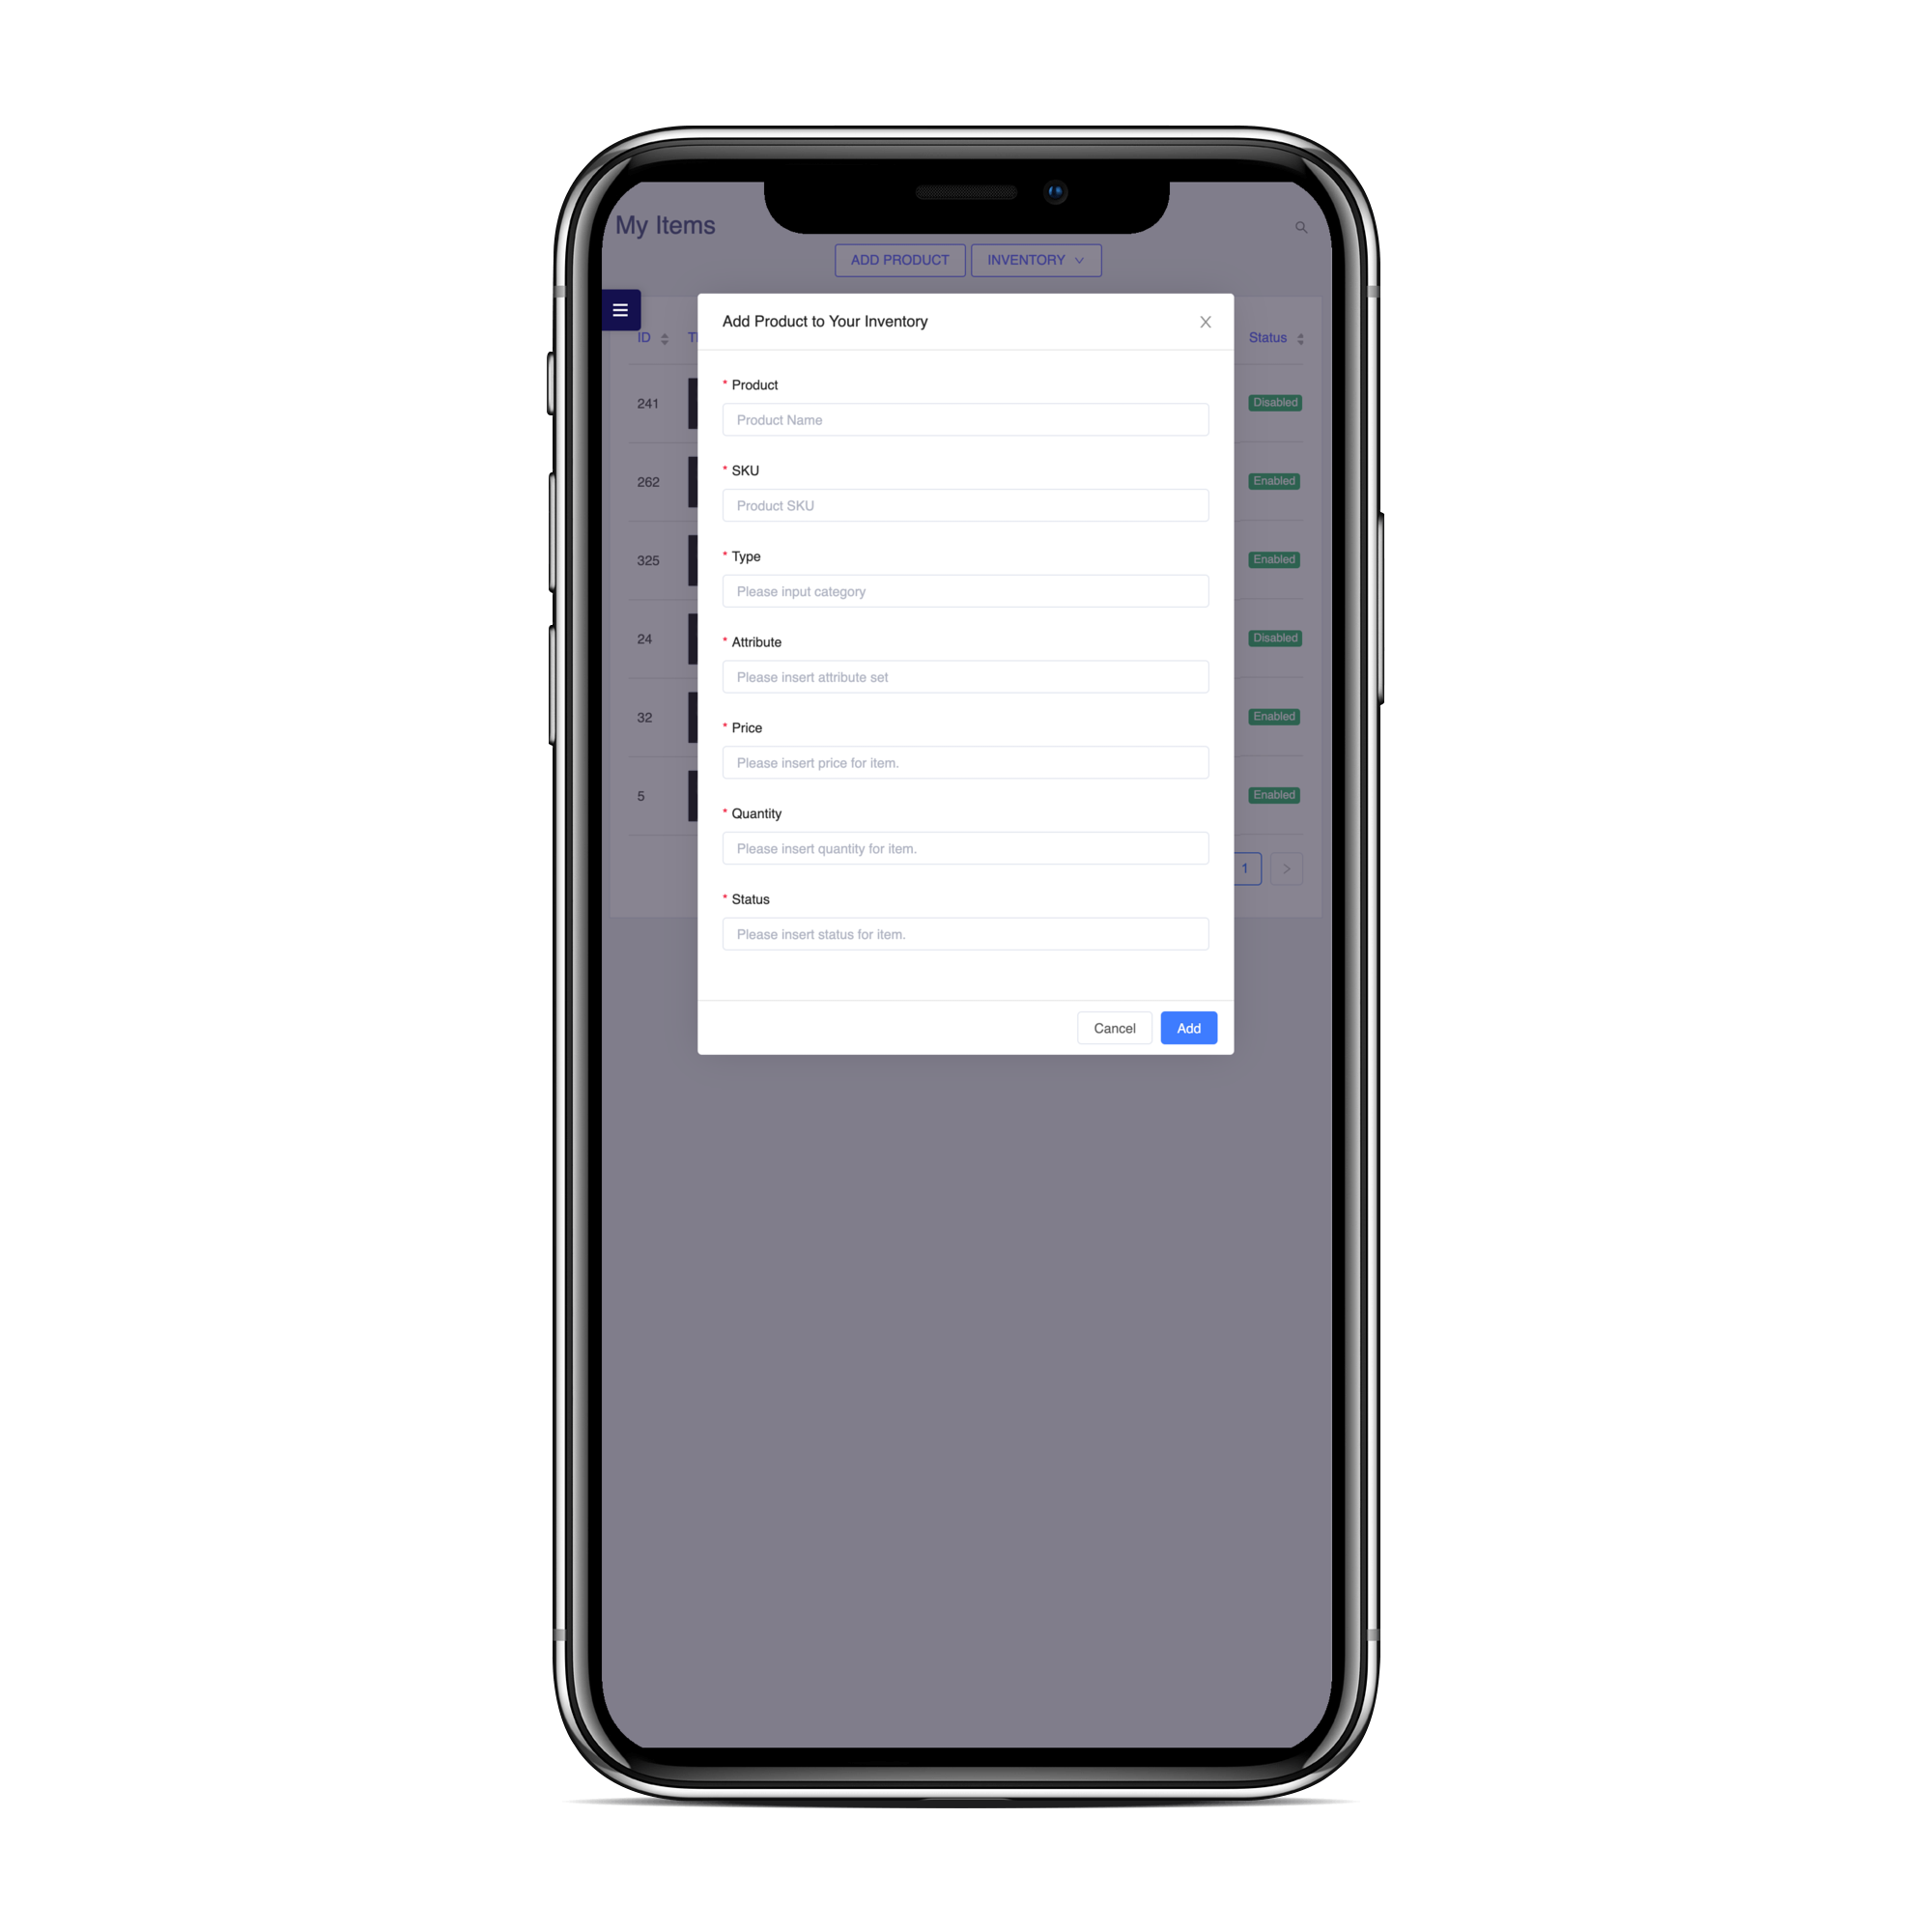 My Items
ADD PRODUCT INVENTORY
Add Product to Your Inventory
ID Status
* Product
241 Product Name Disabled
* SKU
262 Product SKU Enabled
* Type
325 Please input category Enabled
* Attribute
24 Please insert attribute set Disabled
* Price
32 Please insert price for item. Enabled
* Quantity
5 Please insert quantity for item. Enabled
1
* Status
Please insert status for item.
Cancel Add